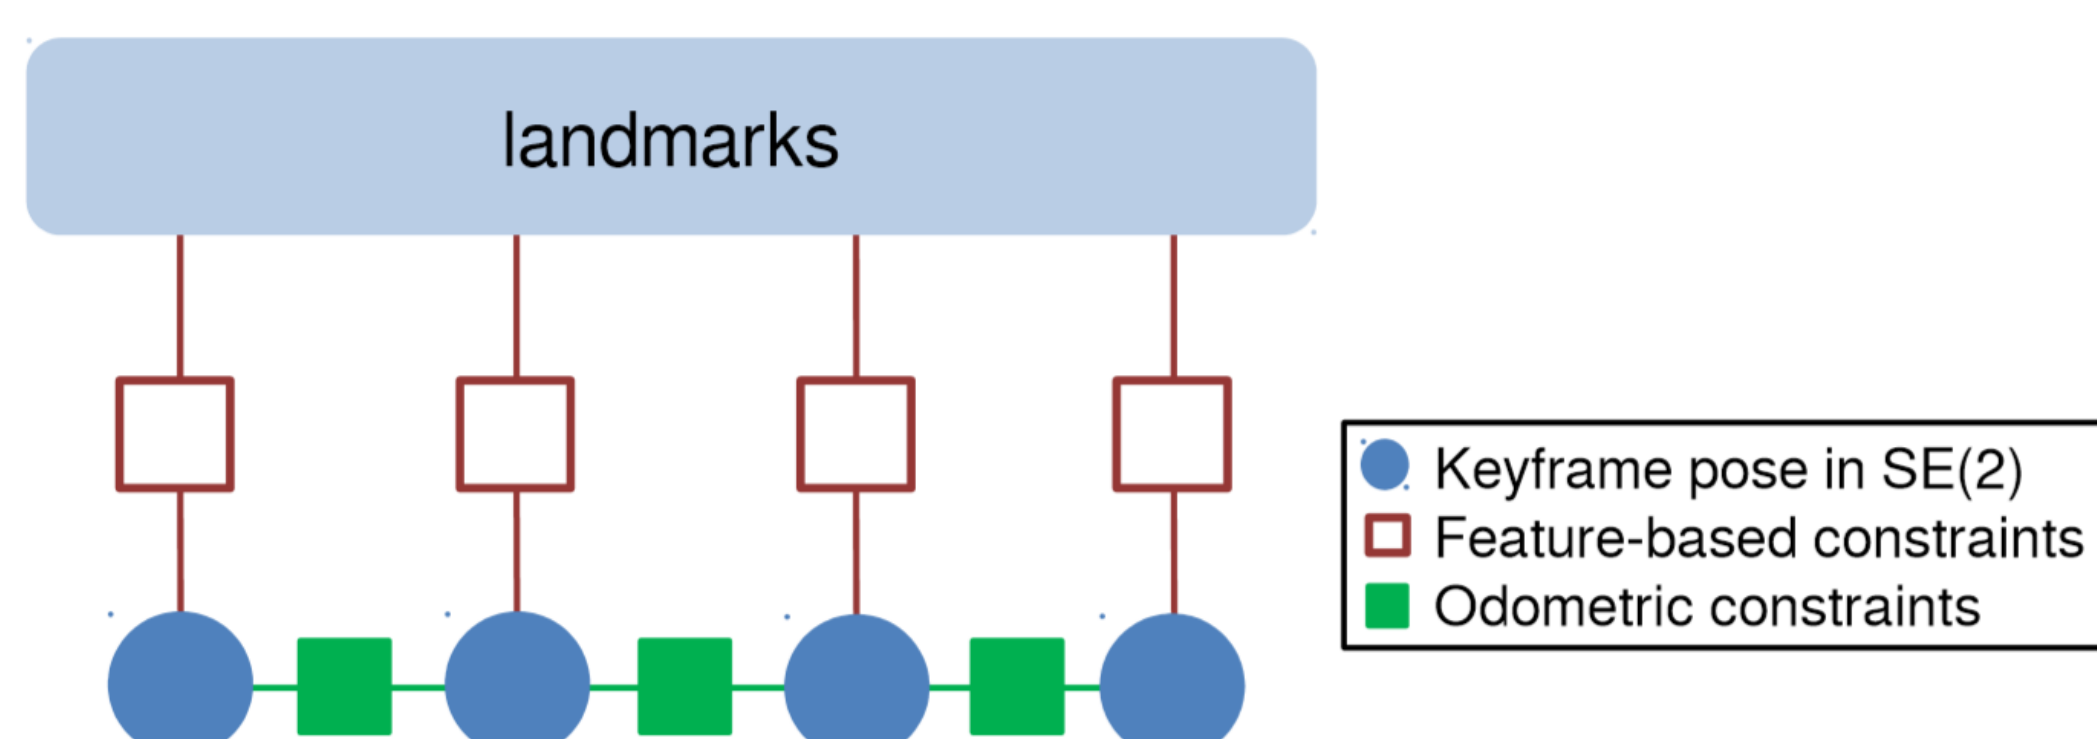 landmarks
Keyframe pose in SE(2)
Feature-based constraints
Odometric constraints